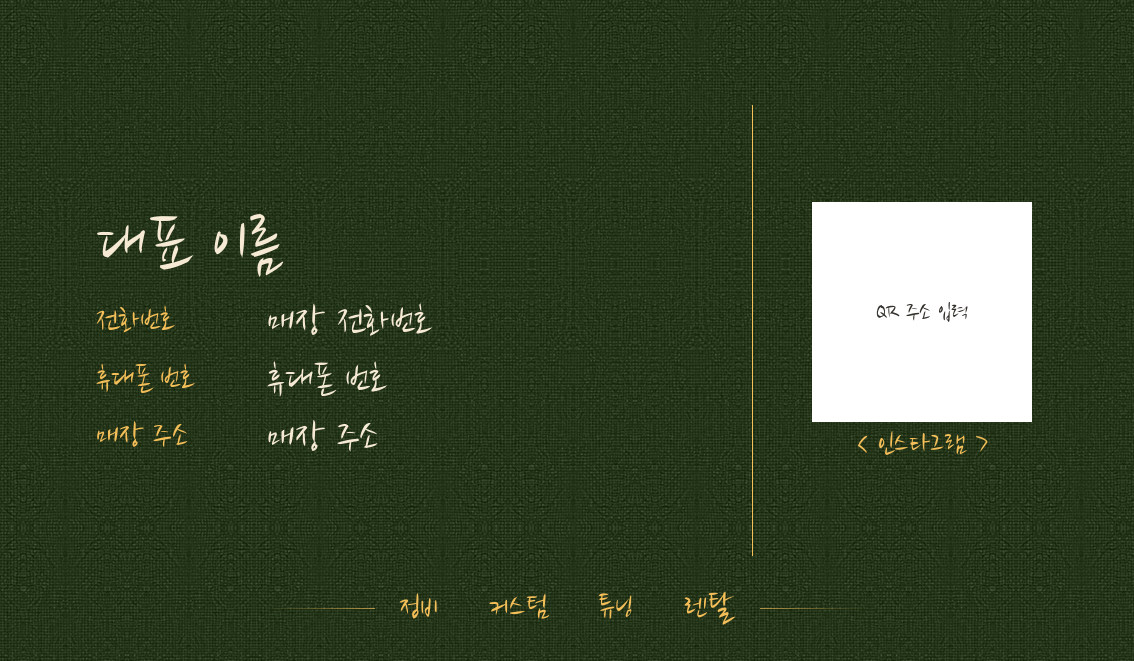 대표 이름
전화번호 매장 전화번호
휴대폰 번호 휴대폰 번호
매장 주소 매장 주소
QR 주소 입력
< 인스타그램 >
정비 커스텀 튜닝 렌탈